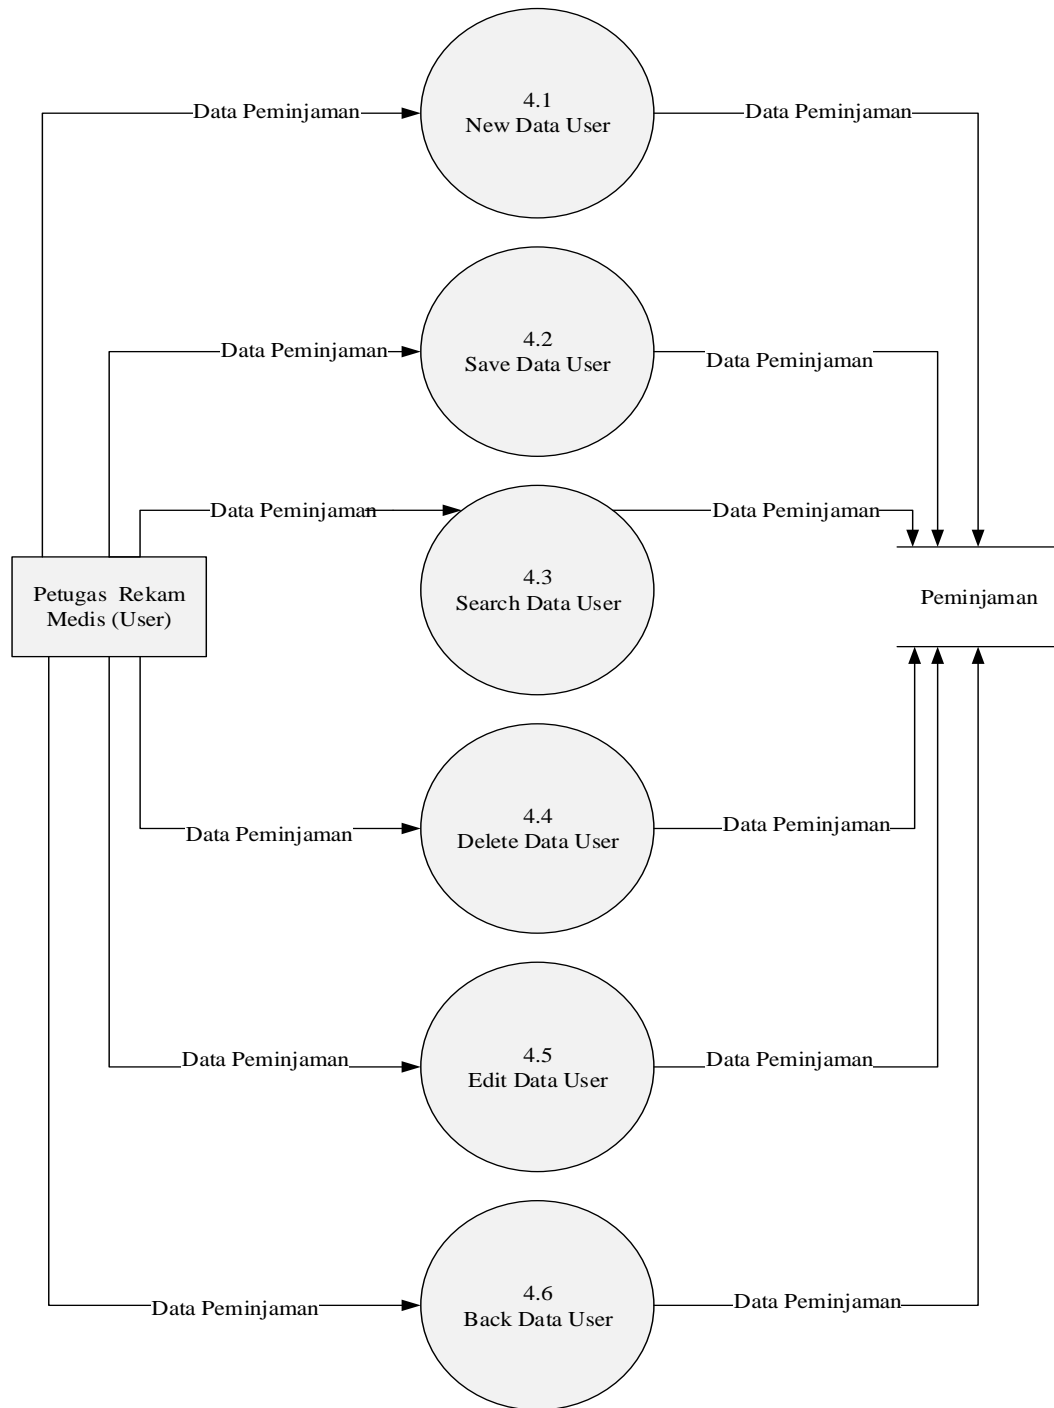 4.1
New Data User
Data Peminjaman
Data Peminjaman
4.2
Save Data User
Data Peminjaman
Data Peminjaman
4.3
Search Data User
Data Peminjaman
Data Peminjaman
Petugas Rekam
Medis (User)
Peminjaman
4.4
Delete Data User
Data Peminjaman
Data Peminjaman
4.5
Edit Data User
Data Peminjaman
Data Peminjaman
4.6
Back Data User
Data Peminjaman
Data Peminjaman